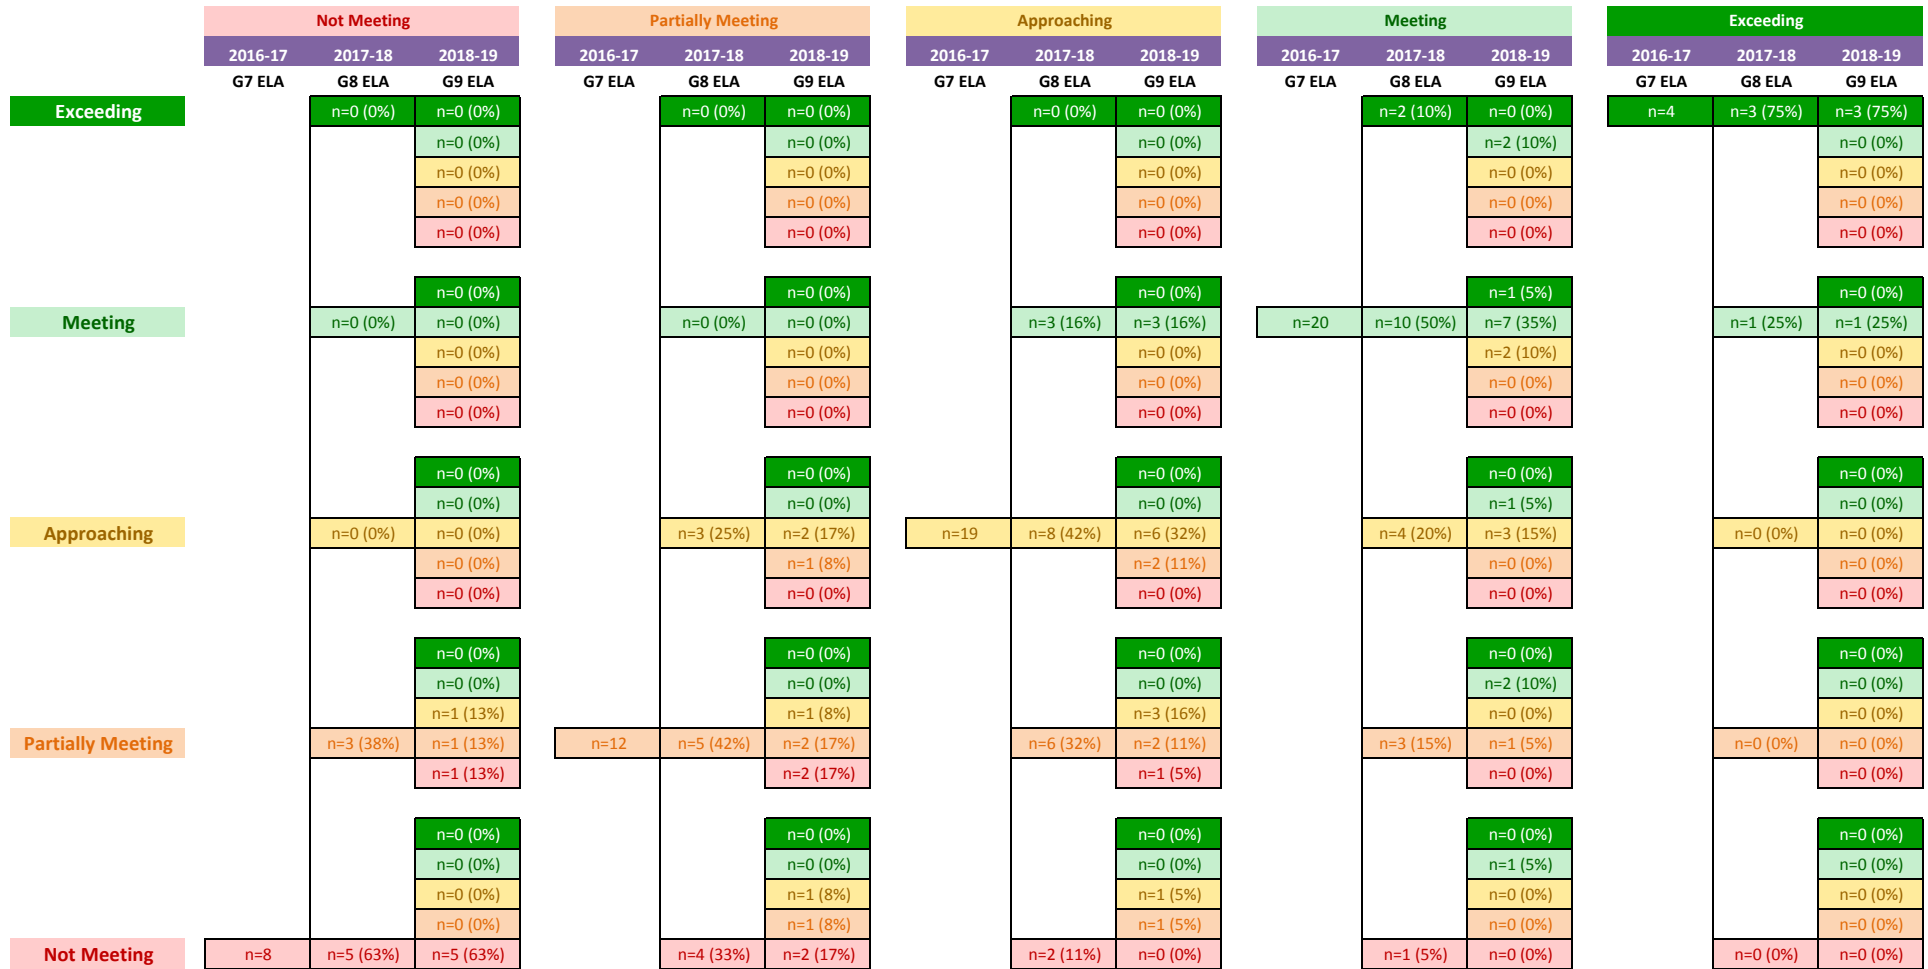 Not Meeting Partially Meeting Approaching Meeting Exceeding
2016-17 2017-18 2018-19 2016-17 2017-18 2018-19 2016-17 2017-18 2018-19 2016-17 2017-18 2018-19 2016-17 2017-18 2018-19
G7 ELA G8 ELA G9 ELA G7 ELA G8 ELA G9 ELA G7 ELA G8 ELA G9 ELA G7 ELA G8 ELA G9 ELA G7 ELA G8 ELA G9 ELA
Exceeding n=0 (0%) n=0 (0%) n=0 (0%) n=0 (0%) n=0 (0%) n=0 (0%) n=2 (10%) n=0 (0%) n=4 n=3 (75%) n=3 (75%)
n=0 (0%) n=0 (0%) n=0 (0%) n=2 (10%) n=0 (0%)
n=0 (0%) n=0 (0%) n=0 (0%) n=0 (0%) n=0 (0%)
n=0 (0%) n=0 (0%) n=0 (0%) n=0 (0%) n=0 (0%)
n=0 (0%) n=0 (0%) n=0 (0%) n=0 (0%) n=0 (0%)
n=0 (0%) n=0 (0%) n=0 (0%) n=1 (5%) n=0 (0%)
Meeting n=0 (0%) n=0 (0%) n=0 (0%) n=0 (0%) n=3 (16%) n=3 (16%) n=20 n=10 (50%) n=7 (35%) n=1 (25%) n=1 (25%)
n=0 (0%) n=0 (0%) n=0 (0%) n=2 (10%) n=0 (0%)
n=0 (0%) n=0 (0%) n=0 (0%) n=0 (0%) n=0 (0%)
n=0 (0%) n=0 (0%) n=0 (0%) n=0 (0%) n=0 (0%)
n=0 (0%) n=0 (0%) n=0 (0%) n=0 (0%) n=0 (0%)
n=0 (0%) n=0 (0%) n=0 (0%) n=1 (5%) n=0 (0%)
Approaching n=0 (0%) n=0 (0%) n=3 (25%) n=2 (17%) n=19 n=8 (42%) n=6 (32%) n=4 (20%) n=3 (15%) n=0 (0%) n=0 (0%)
n=0 (0%) n=1 (8%) n=2 (11%) n=0 (0%) n=0 (0%)
n=0 (0%) n=0 (0%) n=0 (0%) n=0 (0%) n=0 (0%)
n=0 (0%) n=0 (0%) n=0 (0%) n=0 (0%) n=0 (0%)
n=0 (0%) n=0 (0%) n=0 (0%) n=2 (10%) n=0 (0%)
n=1 (13%) n=1 (8%) n=3 (16%) n=0 (0%) n=0 (0%)
Partially Meeting n=3 (38%) n=1 (13%) n=12 n=5 (42%) n=2 (17%) n=6 (32%) n=2 (11%) n=3 (15%) n=1 (5%) n=0 (0%) n=0 (0%)
n=1 (13%) n=2 (17%) n=1 (5%) n=0 (0%) n=0 (0%)
n=0 (0%) n=0 (0%) n=0 (0%) n=0 (0%) n=0 (0%)
n=0 (0%) n=0 (0%) n=0 (0%) n=1 (5%) n=0 (0%)
n=0 (0%) n=1 (8%) n=1 (5%) n=0 (0%) n=0 (0%)
n=0 (0%) n=1 (8%) n=1 (5%) n=0 (0%) n=0 (0%)
Not Meeting n=8 n=5 (63%) n=5 (63%) n=4 (33%) n=2 (17%) n=2 (11%) n=0 (0%) n=1 (5%) n=0 (0%) n=0 (0%) n=0 (0%)